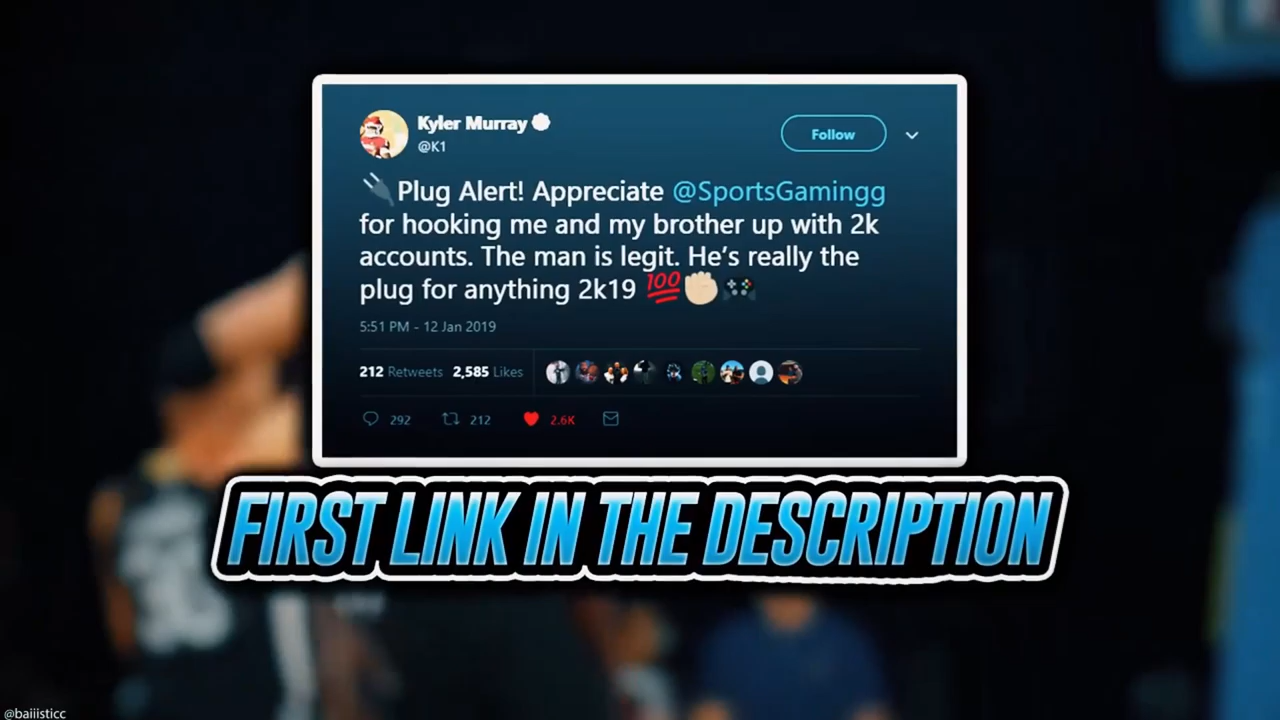 Kyler Murray
@K1
Follow
🔌Plug Alert! Appreciate @SportsGamingg
for hooking me and my brother up with 2k
accounts. The man is legit. He's really the
plug for anything 2k19 💯✊🏼🎮
5:51 PM - 12 Jan 2019
212 Retweets 2,585 Likes
292 212 2.6K
FIRST LINK IN THE DESCRIPTION
@baiiisticc